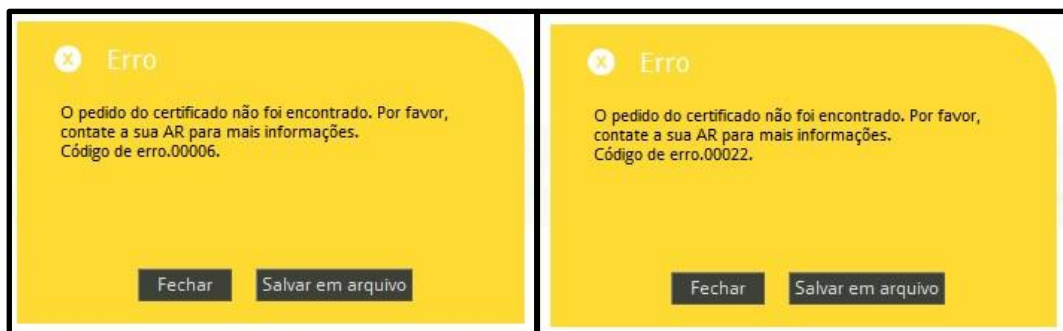 X Erro
O pedido do certificado não foi encontrado. Por favor,
contate a sua AR para mais informações.
Código de erro.00006.
Fechar Salvar em arquivo
X Erro
O pedido do certificado não foi encontrado. Por favor,
contate a sua AR para mais informações.
Código de erro.00022.
Fechar Salvar em arquivo